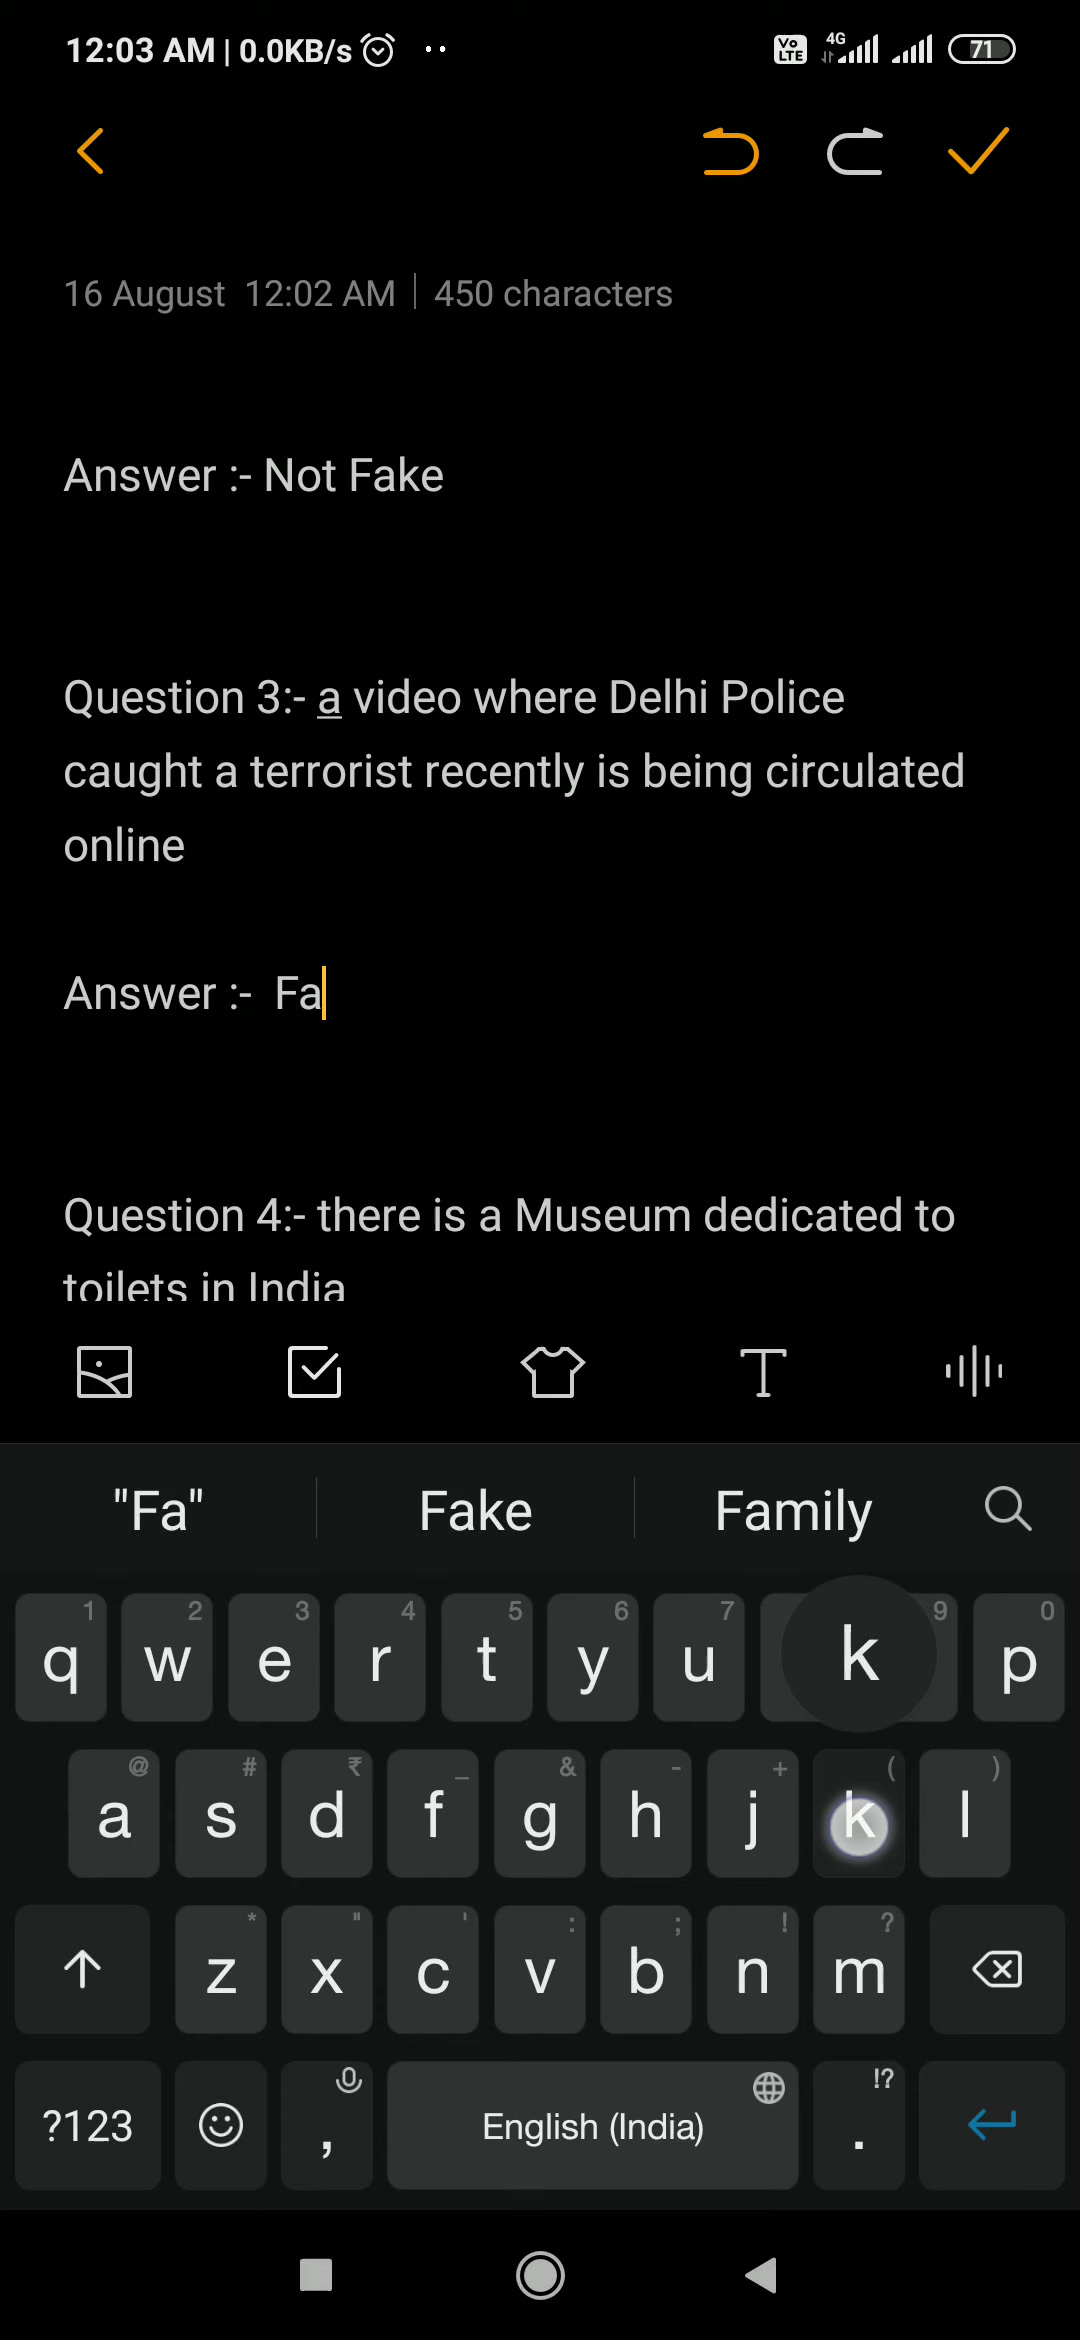 12:03 AM | 0.0KB/s ·· Vo LTE 4G 71
16 August 12:02 AM | 450 characters
Answer :- Not Fake
Question 3:- a video where Delhi Police
caught a terrorist recently is being circulated
online
Answer :- Fa
Question 4:- there is a Museum dedicated to
toilets in India
T
"Fa" Fake Family
1 2 3 4 5 6 7 9 0
q w e r t y u k p
@ # ₹ _ & - + ( )
a s d f g h j k l
* " ' : ; ! ?
z x c v b n m
!?
?123 , English (India) .